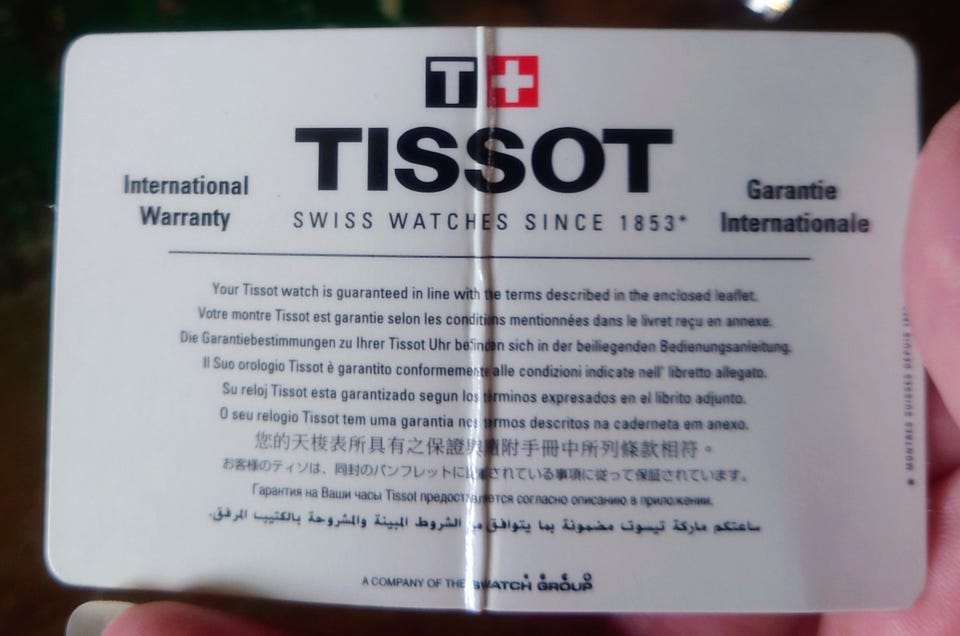 T+
TISSOT
International
Warranty
SWISS WATCHES SINCE 1853*
Garantie
Internationale
Your Tissot watch is guaranteed in line with the terms described in the enclosed leaflet.
Votre montre Tissot est garantie selon les conditions mentionnées dans le livret reçu en annexe.
Die Garantiebestimmungen zu Ihrer Tissot Uhr befinden sich in der beiliegenden Bedienungsanleitung.
Il Suo orologio Tissot è garantito conformemente alle condizioni indicate nell' libretto allegato.
Su reloj Tissot esta garantizado segun los términos expresados en el librito adjunto.
O seu relogio Tissot tem uma garantia nos termos descritos na caderneta em anexo.
您的天梭表所具有之保證與隨附手冊中所列條款相符。
お客様のティソは、同封のパンフレットに記載されている事項に従って保証されています。
Гарантия на Ваши часы Tissot предоставляется согласно описанию в приложении.
ساعتكم ماركة تيسوت مضمونة بما يتوافق مع الشروط المبينة والمشروحة بالكتيب المرفق.
A COMPANY OF THE SWATCH GROUP
* MONTRES SUISSES DEPUIS